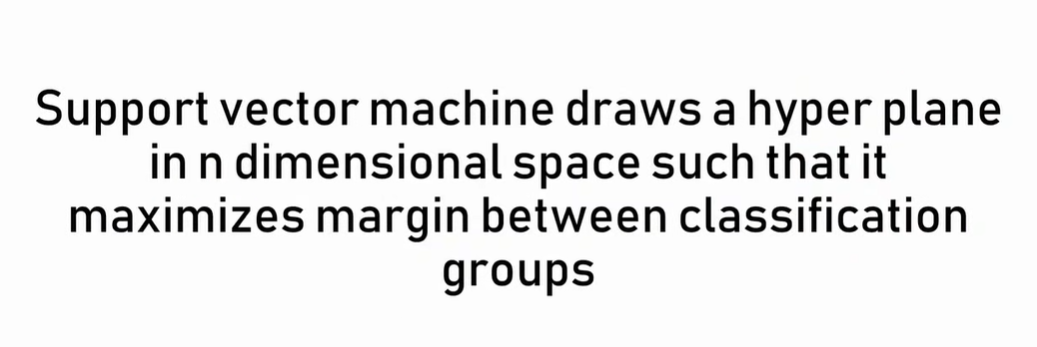 Support vector machine draws a hyper plane
in n dimensional space such that it
maximizes margin between classification
groups